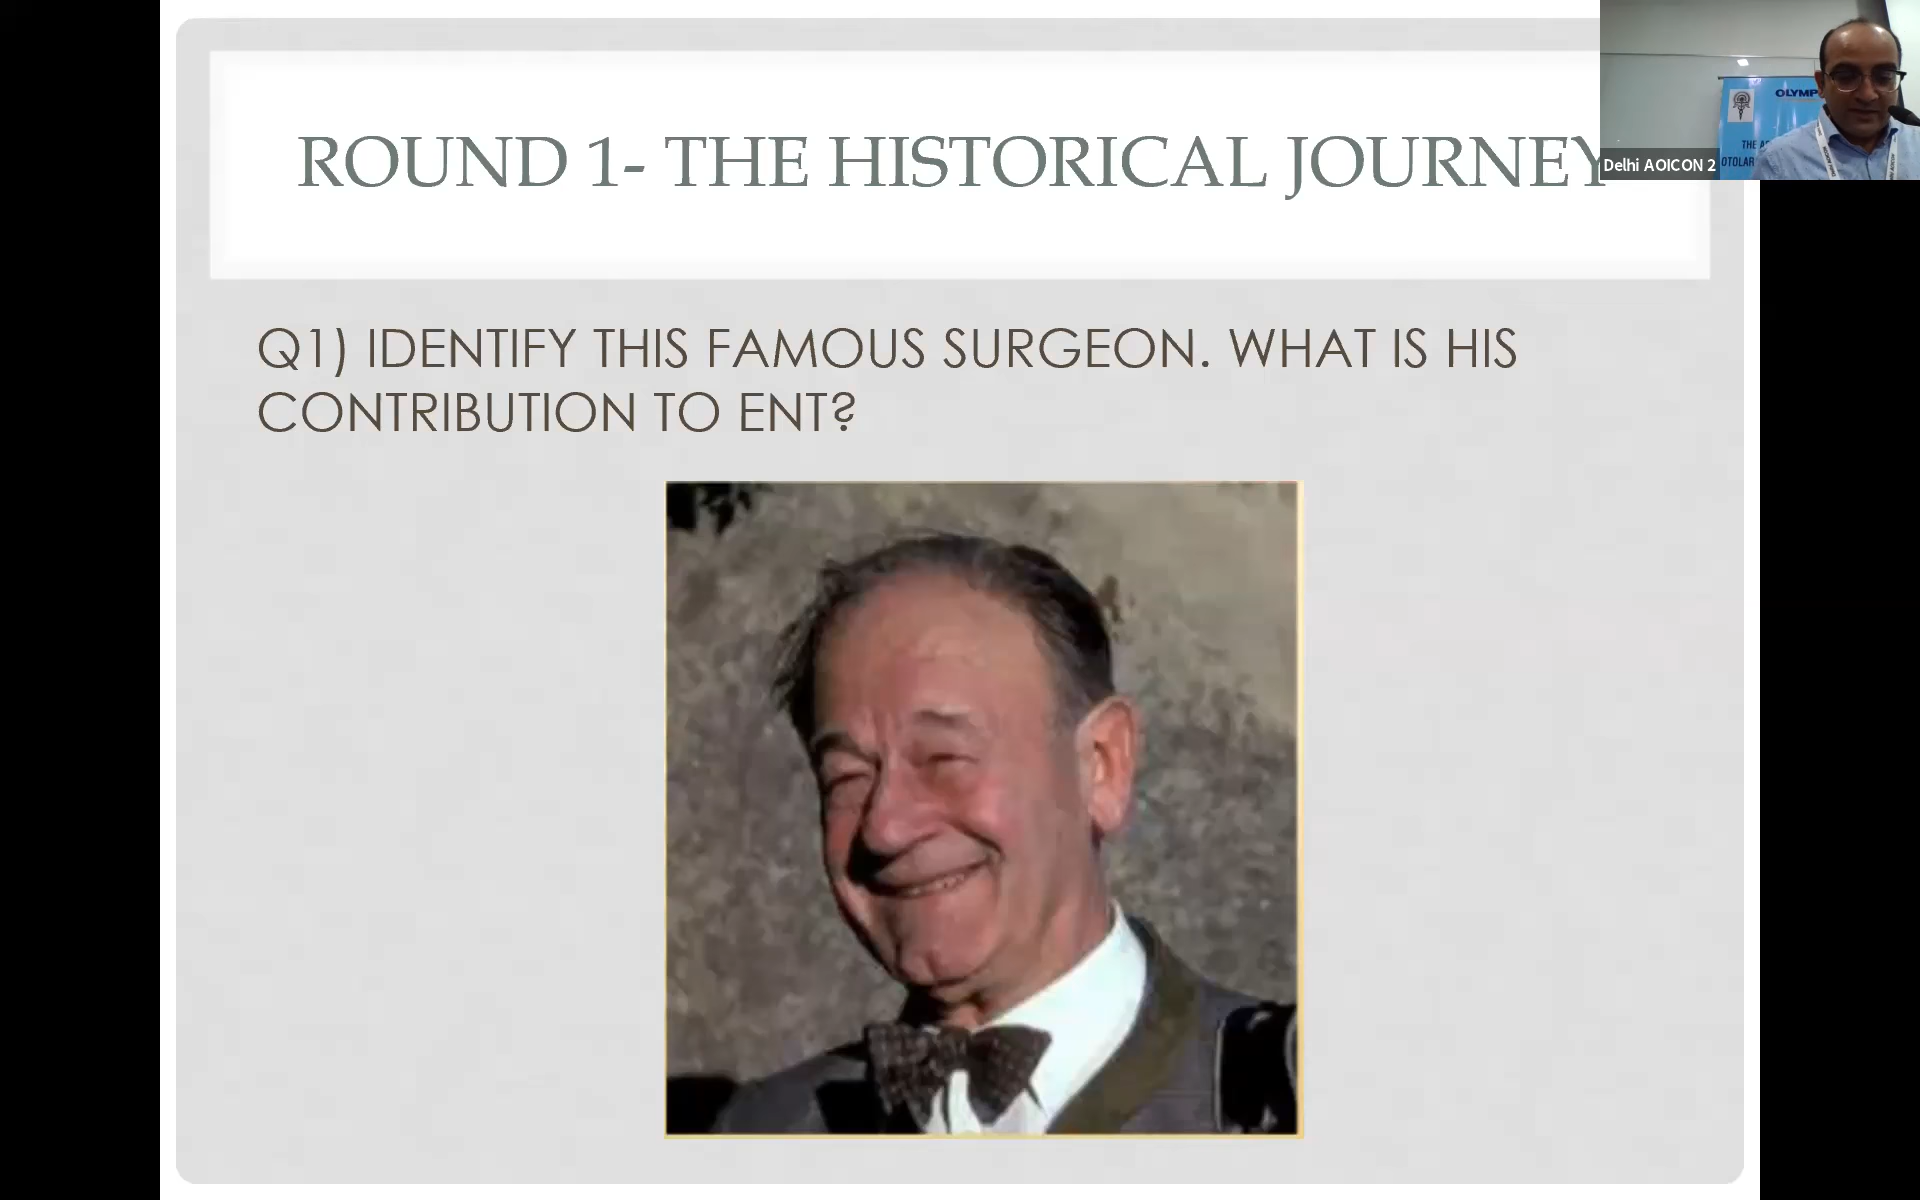 ROUND 1- THE HISTORICAL JOURNEY
Q1) IDENTIFY THIS FAMOUS SURGEON. WHAT IS HIS
CONTRIBUTION TO ENT?
OLYMP
Delhi AOICON 2